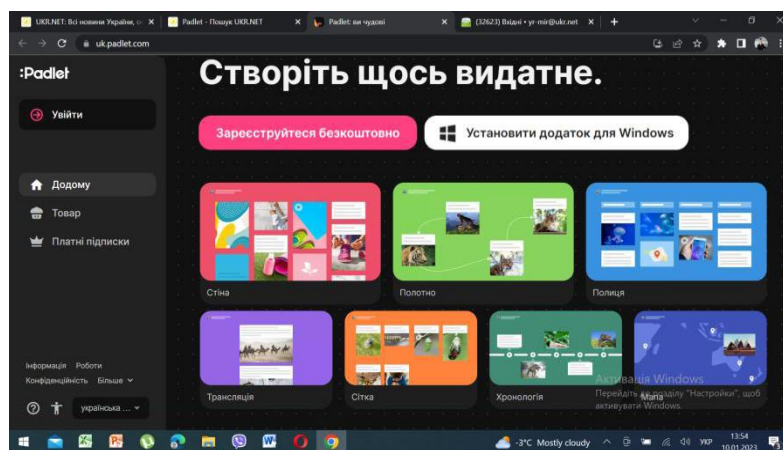 UKR.NET: Всі новини України, о
Padlet - Пошук UKR.NET
Padlet: ви чудові
(32623) Вхідні • yr-mir@ukr.net
uk.padlet.com
:Padlet
Увійти
Додому
Товар
Платні підписки
Інформація Роботи
Конфіденційність Більше
українська ...
Створіть щось видатне.
Зареєструйтеся безкоштовно
Установити додаток для Windows
Стіна
Полотно
Полиця
Трансляція
Сітка
Хронологія
Мапа
Активація Windows
Перейдіть до розділу "Настройки", щоб
активувати Windows.
-3°C Mostly cloudy
УКР
13:54
10.01.2023